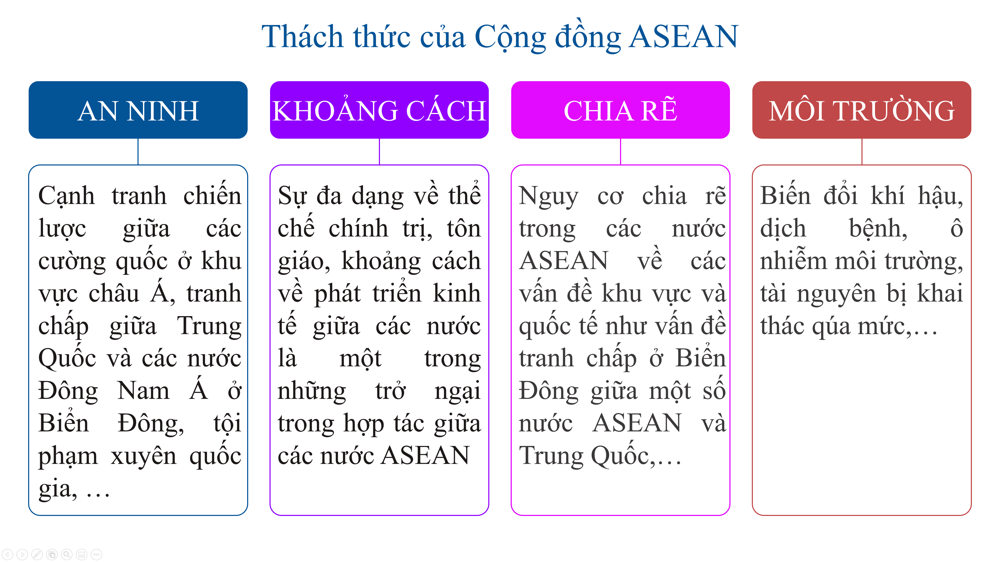 Thách thức của Cộng đồng ASEAN
AN NINH
Cạnh tranh chiến
lược giữa các
cường quốc ở khu
vực châu Á, tranh
chấp giữa Trung
Quốc và các nước
Đông Nam Á ở
Biển Đông, tội
phạm xuyên quốc
gia, …
KHOẢNG CÁCH
Sự đa dạng về thể
chế chính trị, tôn
giáo, khoảng cách
về phát triển kinh
tế giữa các nước
là một trong
những trở ngại
trong hợp tác giữa
các nước ASEAN
CHIA RẼ
Nguy cơ chia rẽ
trong các nước
ASEAN về các
vấn đề khu vực và
quốc tế như vấn đề
tranh chấp ở Biển
Đông giữa một số
nước ASEAN và
Trung Quốc,…
MÔI TRƯỜNG
Biến đổi khí hậu,
dịch bệnh, ô
nhiễm môi trường,
tài nguyên bị khai
thác qúa mức,…